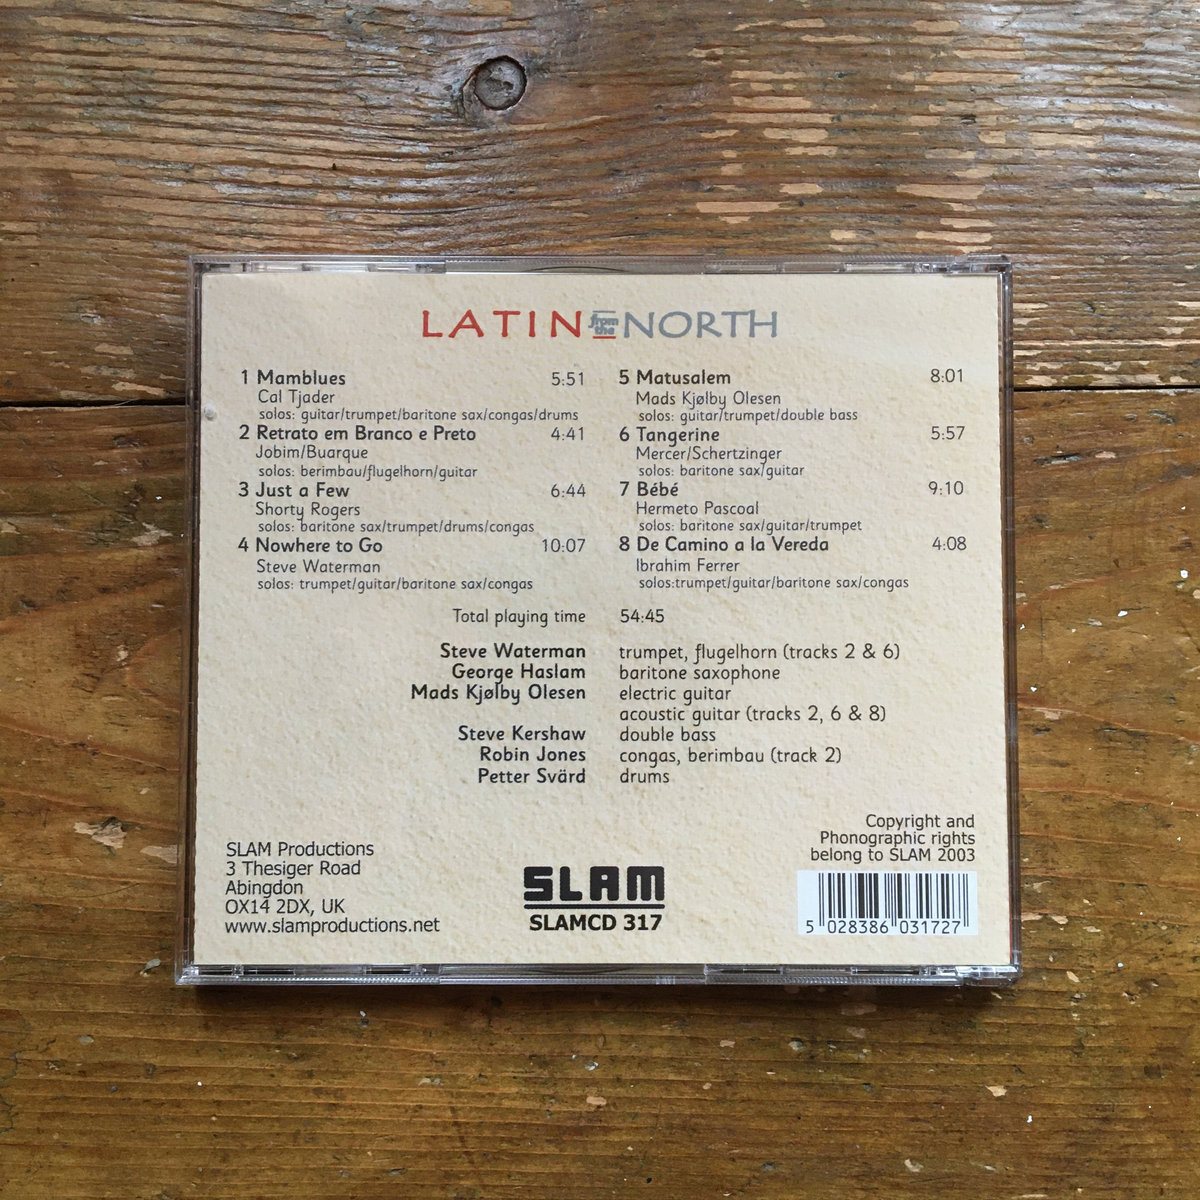 LATIN from the NORTH
1 Mamblues 5:51
Cal Tjader
solos: guitar/trumpet/baritone sax/congas/drums
2 Retrato em Branco e Preto 4:41
Jobim/Buarque
solos: berimbau/flugelhorn/guitar
3 Just a Few 6:44
Shorty Rogers
solos: baritone sax/trumpet/drums/congas
4 Nowhere to Go 10:07
Steve Waterman
solos: trumpet/guitar/baritone sax/congas
5 Matusalem 8:01
Mads Kjølby Olesen
solos: guitar/trumpet/double bass
6 Tangerine 5:57
Mercer/Schertzinger
solos: baritone sax/guitar
7 Bébé 9:10
Hermeto Pascoal
solos: baritone sax/guitar/trumpet
8 De Camino a la Vereda 4:08
Ibrahim Ferrer
solos:trumpet/guitar/baritone sax/congas
Total playing time 54:45
Steve Waterman trumpet, flugelhorn (tracks 2 & 6)
George Haslam baritone saxophone
Mads Kjølby Olesen electric guitar
acoustic guitar (tracks 2, 6 & 8)
Steve Kershaw double bass
Robin Jones congas, berimbau (track 2)
Petter Svärd drums
SLAM Productions
3 Thesiger Road
Abingdon
OX14 2DX, UK
www.slamproductions.net
SLAM
SLAMCD 317
Copyright and
Phonographic rights
belong to SLAM 2003
5 028386 031727